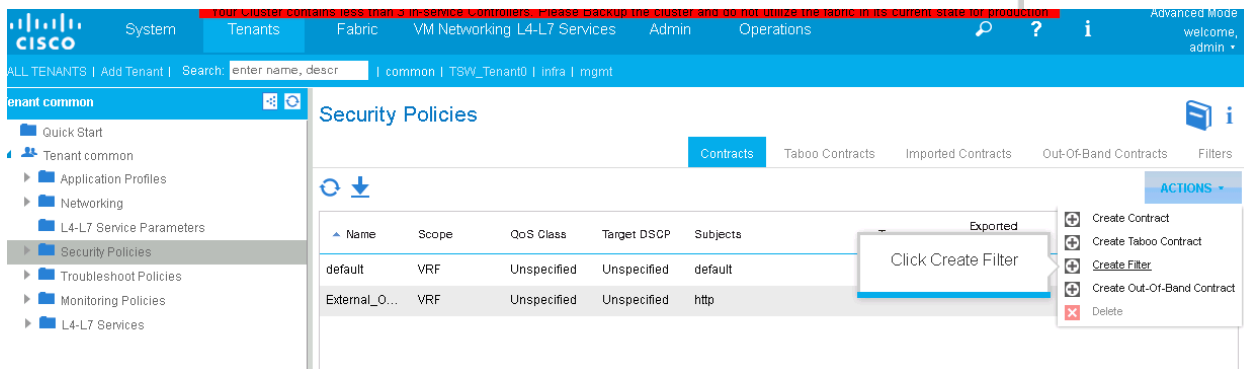 Your Cluster contains less than 3 in-service Controllers. Please Backup the cluster and do not utilize the fabric in its current state for production
Advanced Mode
CISCO System Tenants Fabric VM Networking L4-L7 Services Admin Operations ? i welcome, admin
ALL TENANTS | Add Tenant | Search: enter name, descr | common | TSW_Tenant0 | infra | mgmt
enant common
Quick Start
Tenant common
Application Profiles
Networking
L4-L7 Service Parameters
Security Policies
Troubleshoot Policies
Monitoring Policies
L4-L7 Services
Security Policies i
Contracts Taboo Contracts Imported Contracts Out-Of-Band Contracts Filters
ACTIONS
Name Scope QoS Class Target DSCP Subjects Exported
default VRF Unspecified Unspecified default
External_O... VRF Unspecified Unspecified http
Click Create Filter
Create Contract
Create Taboo Contract
Create Filter
Create Out-Of-Band Contract
Delete